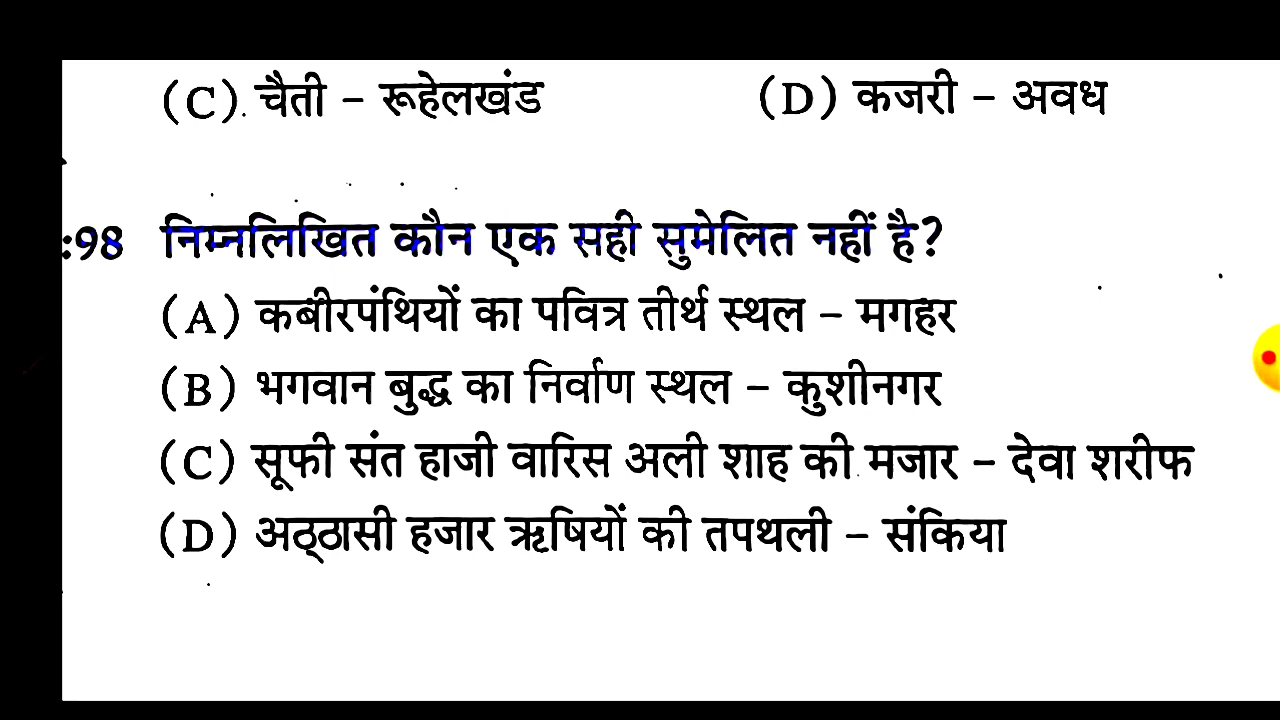 (C) चैती – रूहेलखंड (D) कजरी – अवध
:98 निम्नलिखित कौन एक सही सुमेलित नहीं है?
(A) कबीरपंथियों का पवित्र तीर्थ स्थल – मगहर
(B) भगवान बुद्ध का निर्वाण स्थल – कुशीनगर
(C) सूफी संत हाजी वारिस अली शाह की मजार – देवा शरीफ
(D) अठ्ठासी हजार ऋषियों की तपथली – संकिया